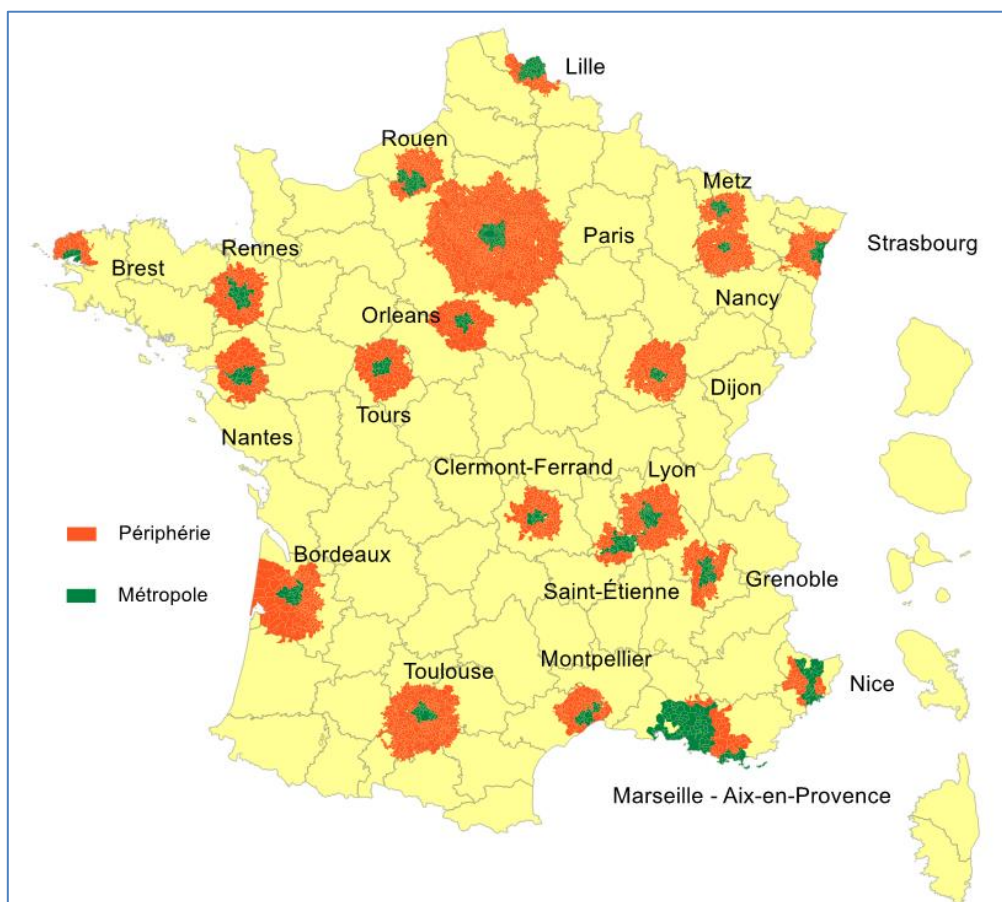 Lille
Rouen
Metz
Paris
Strasbourg
Rennes
Brest
Nancy
Orleans
Dijon
Tours
Nantes
Clermont-Ferrand
Lyon
Périphérie
Bordeaux
Grenoble
Métropole
Saint-Étienne
Montpellier
Toulouse
Nice
Marseille - Aix-en-Provence